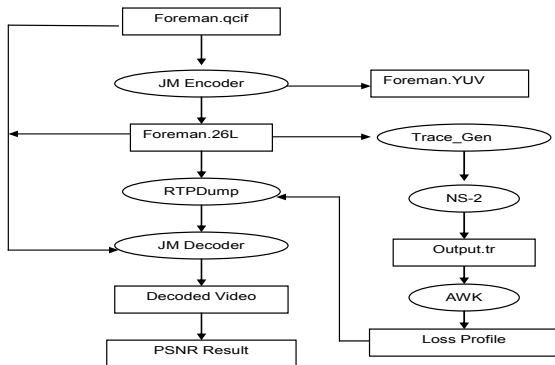 Foreman.qcif
JM Encoder
Foreman.YUV
Foreman.26L
Trace_Gen
RTPDump
NS-2
JM Decoder
Output.tr
Decoded Video
AWK
Loss Profile
PSNR Result